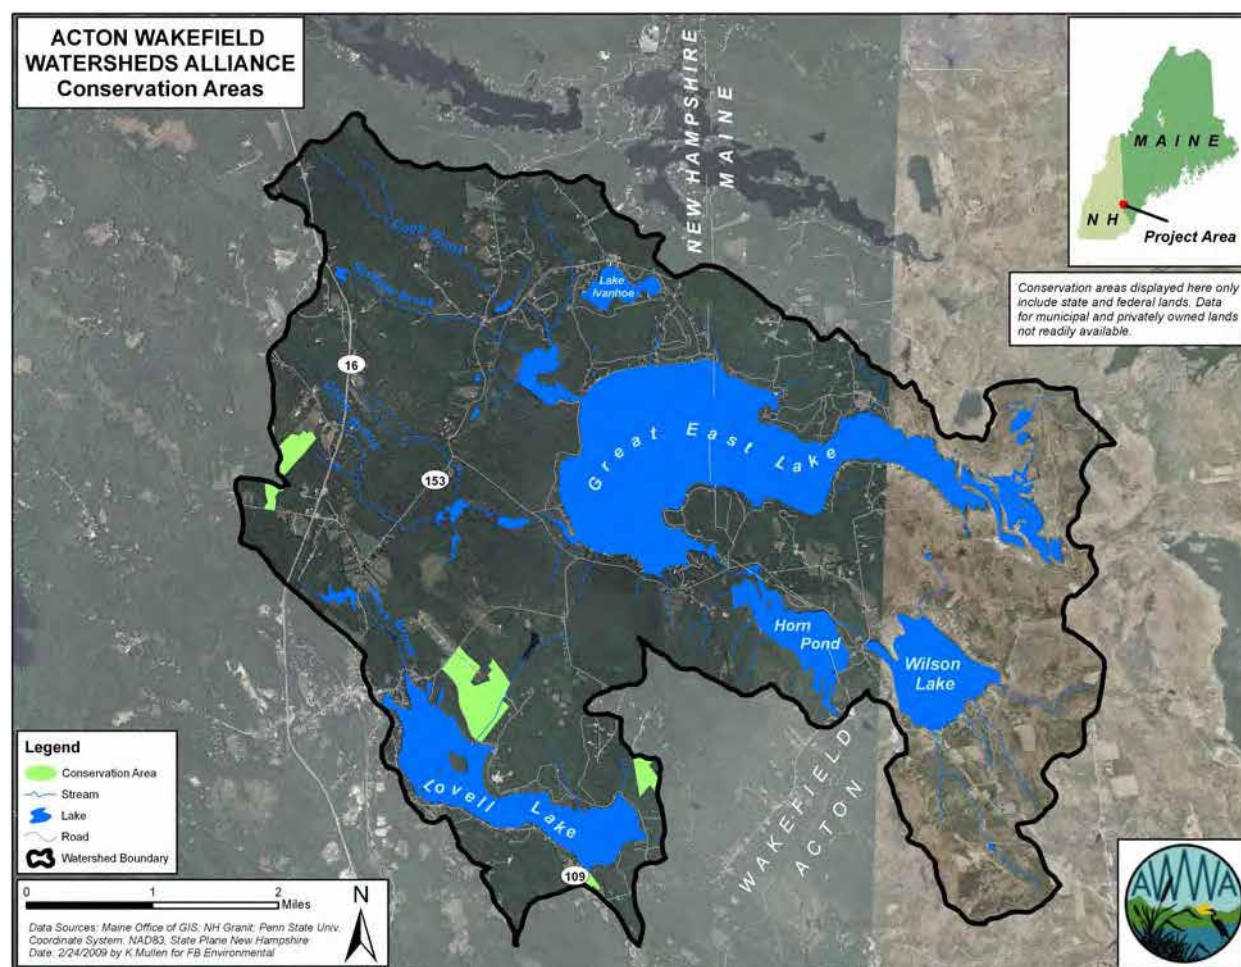 ACTON WAKEFIELD
WATERSHEDS ALLIANCE
Conservation Areas
NEW HAMPSHIRE
MAINE
MAINE
NH
Project Area
Conservation areas displayed here only
include state and federal lands. Data
for municipal and privately owned lands
not readily available.
Brook
Brook
Lake
Ivanhoe
16
Great East Lake
153
Horn
Pond
Wilson
Lake
Lovell Lake
WAKEFIELD
ACTON
109
Legend
Conservation Area
Stream
Lake
Road
Watershed Boundary
0 1 2
Miles
N
Data Sources: Maine Office of GIS; NH Granit; Penn State Univ.
Coordinate System: NAD83, State Plane New Hampshire
Date: 2/24/2009 by K.Mullen for FB Environmental
AWWA